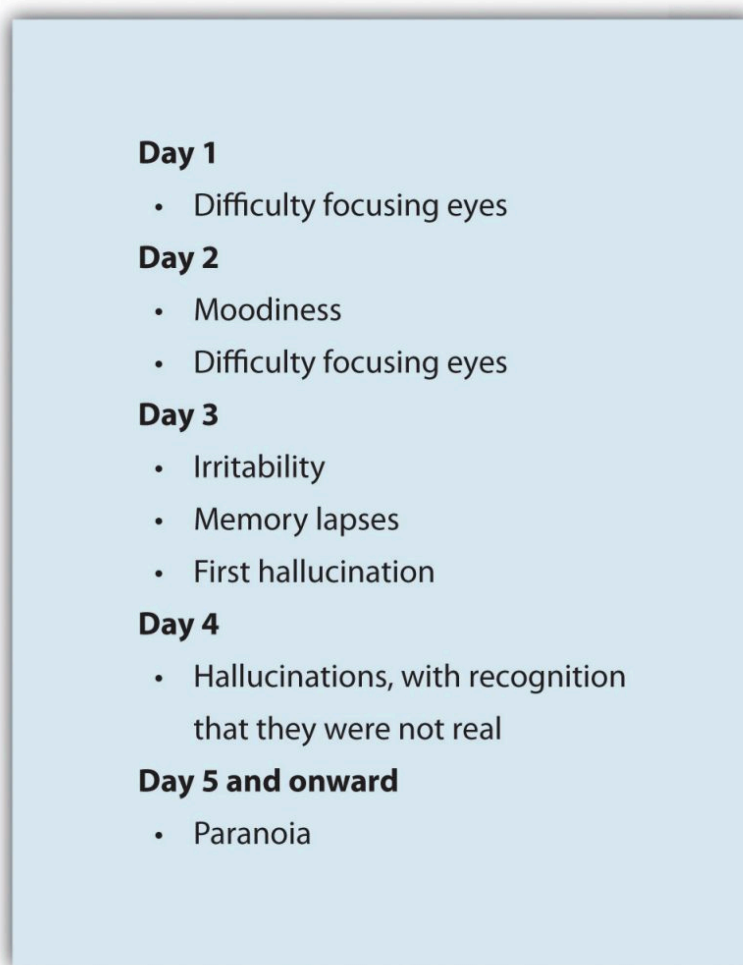 Day 1
• Difficulty focusing eyes
Day 2
• Moodiness
• Difficulty focusing eyes
Day 3
• Irritability
• Memory lapses
• First hallucination
Day 4
• Hallucinations, with recognition
that they were not real
Day 5 and onward
• Paranoia